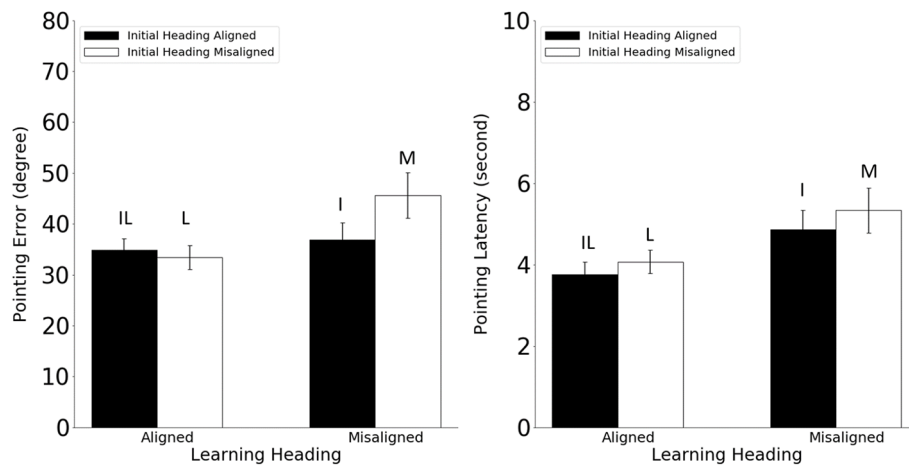 80
70
60
50
40
30
20
10
0
Pointing Error (degree)
Initial Heading Aligned
Initial Heading Misaligned
IL
L
I
M
Aligned
Misaligned
Learning Heading
10
8
6
4
2
0
Pointing Latency (second)
Initial Heading Aligned
Initial Heading Misaligned
IL
L
I
M
Aligned
Misaligned
Learning Heading